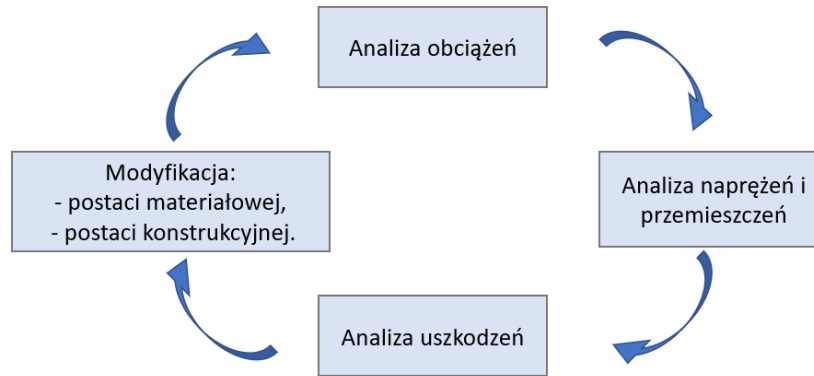 Analiza obciążeń
Modyfikacja:
- postaci materiałowej,
- postaci konstrukcyjnej.
Analiza naprężeń i
przemieszczeń
Analiza uszkodzeń